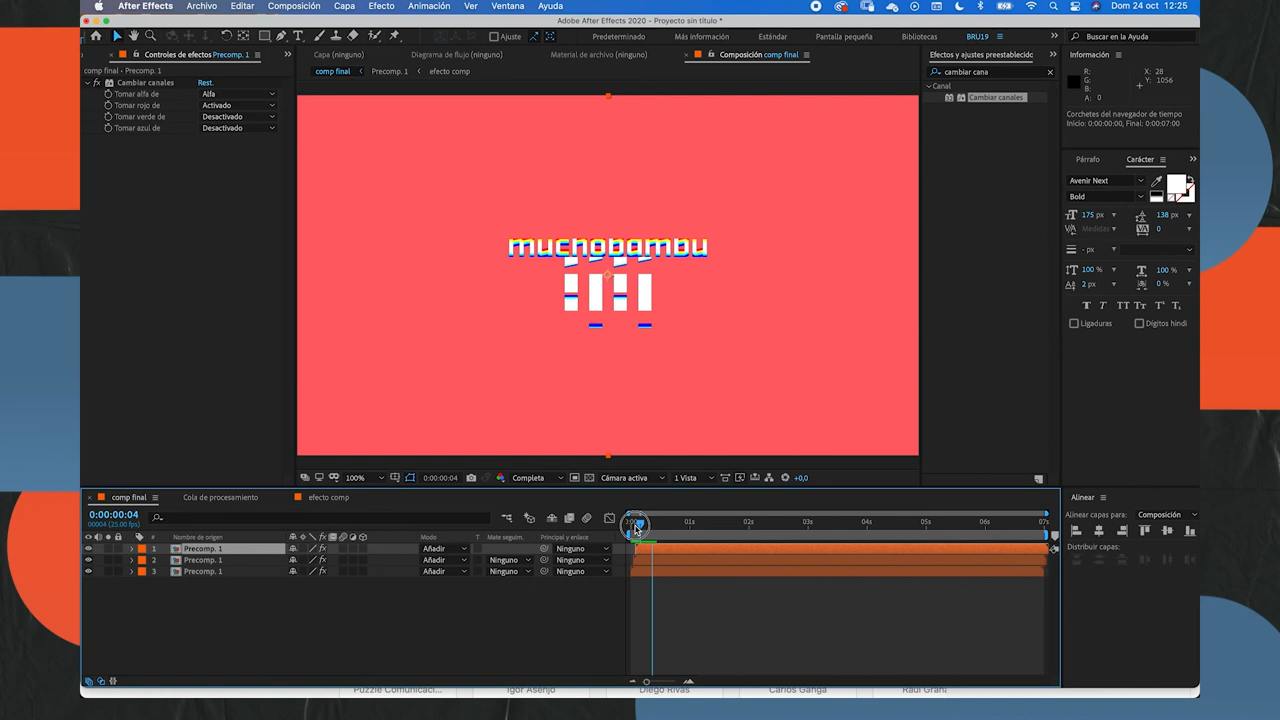 After Effects Archivo Editar Composición Capa Efecto Animación Ver Ventana Ayuda Dom 24 oct 12:25
Adobe After Effects 2020 - Proyecto sin título *
Ajuste Predeterminado Más información Estándar Pantalla pequeña Bibliotecas BRU19 Buscar en la Ayuda
Controles de efectos Precomp. 1 Capa (ninguno) Diagrama de flujo (ninguno) Material de archivo (ninguno) Composición comp final Efectos y ajustes preestablecidc Información
comp final • Precomp. 1 comp final Precomp. 1 efecto comp cambiar cana
fx Cambiar canales Rest.
Tomar alfa de Alfa
Tomar rojo de Activado
Tomar verde de Desactivado
Tomar azul de Desactivado
Canal
Cambiar canales
R:
G:
B:
A: 0
X: 28
Y: 1056
Corchetes del navegador de tiempo
Inicio: 0:00:00:00, Final: 0:00:07:00
Párrafo Carácter
Avenir Next
Bold
175 px 138 px
Medidas 0
- px
100 % 100 %
2 px 0 %
Ligaduras Dígitos hindi
muchobambu
100% 0:00:00:04 Completa Cámara activa 1 Vista +0,0
comp final Cola de procesamiento efecto comp
0:00:00:04
00004 (25.00 fps)
Nombre de origen Modo T Mate seguim. Principal y enlace
1 Precomp. 1 Añadir Ninguno
2 Precomp. 1 Añadir Ninguno Ninguno
3 Precomp. 1 Añadir Ninguno Ninguno
01s 02s 03s 04s 05s 06s 07s
Alinear
Alinear capas para: Composición
Distribuir capas:
Puzzle Comunicaci... Igor Asenjo Diego Rivas Carlos Ganga